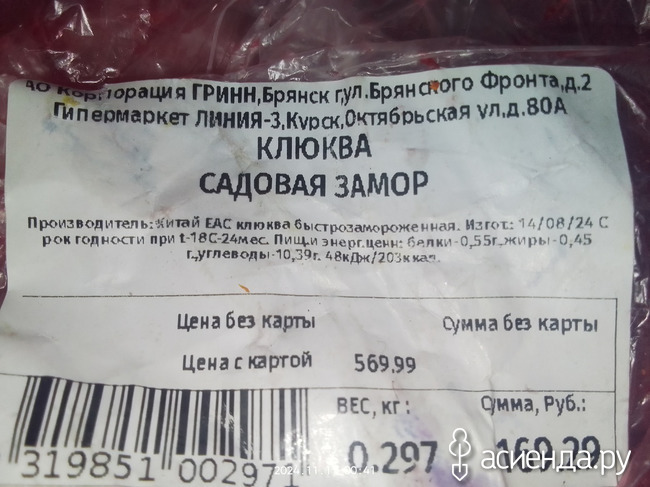 АО Корпорация ГРИНН,Брянск г,ул.Брянского Фронта,д.2
Гипермаркет ЛИНИЯ-3,Курск,Октябрьская ул,д.80А
КЛЮКВА
САДОВАЯ ЗАМОР
Производитель:Китай ЕАС клюква быстрозамороженная. Изгот.: 14/08/24 С
рок годности при t-18С-24мес. Пищ.и энерг.ценн: белки-0,55г.,жиры-0,45
г.,углеводы-10,39г. 48кДж/203ккал.
Цена без карты Сумма без карты
Цена с картой 569.99
ВЕС, кг : Сумма, Руб.:
0.297 169.29
319851 00297
асиенда.ру